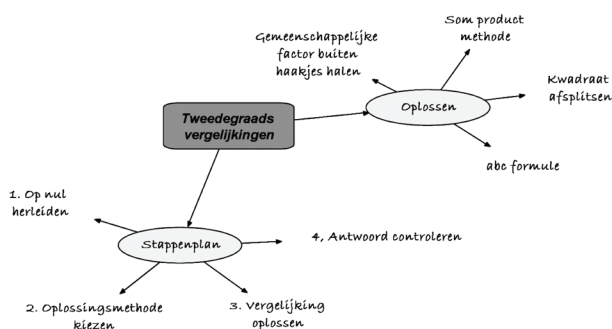 Gemeenschappelijke
factor buiten
haakjes halen
Som product
methode
Kwadraat
afsplitsen
Oplossen
abc formule
Tweedegraads
vergelijkingen
1. Op nul
herleiden
Stappenplan
4, Antwoord controleren
2. Oplossingsmethode
kiezen
3. Vergelijking
oplossen